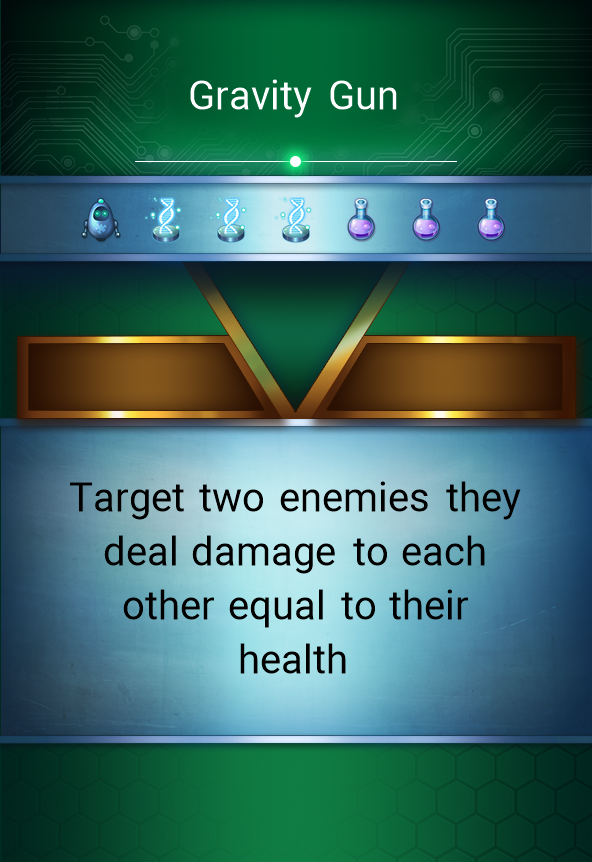 Gravity Gun
Target two enemies they
deal damage to each
other equal to their
health